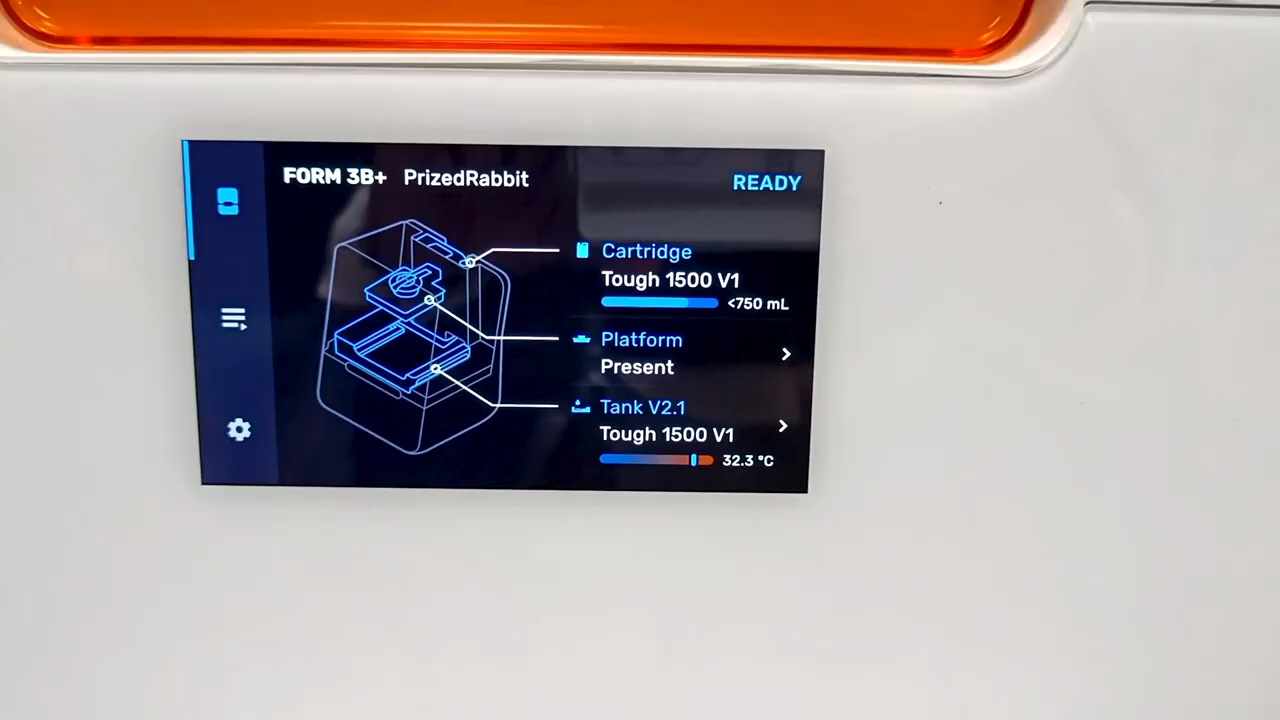 FORM 3B+ PrizedRabbit
READY
Cartridge
Tough 1500 V1
<750 mL
Platform
Present
Tank V2.1
Tough 1500 V1
32.3 °C